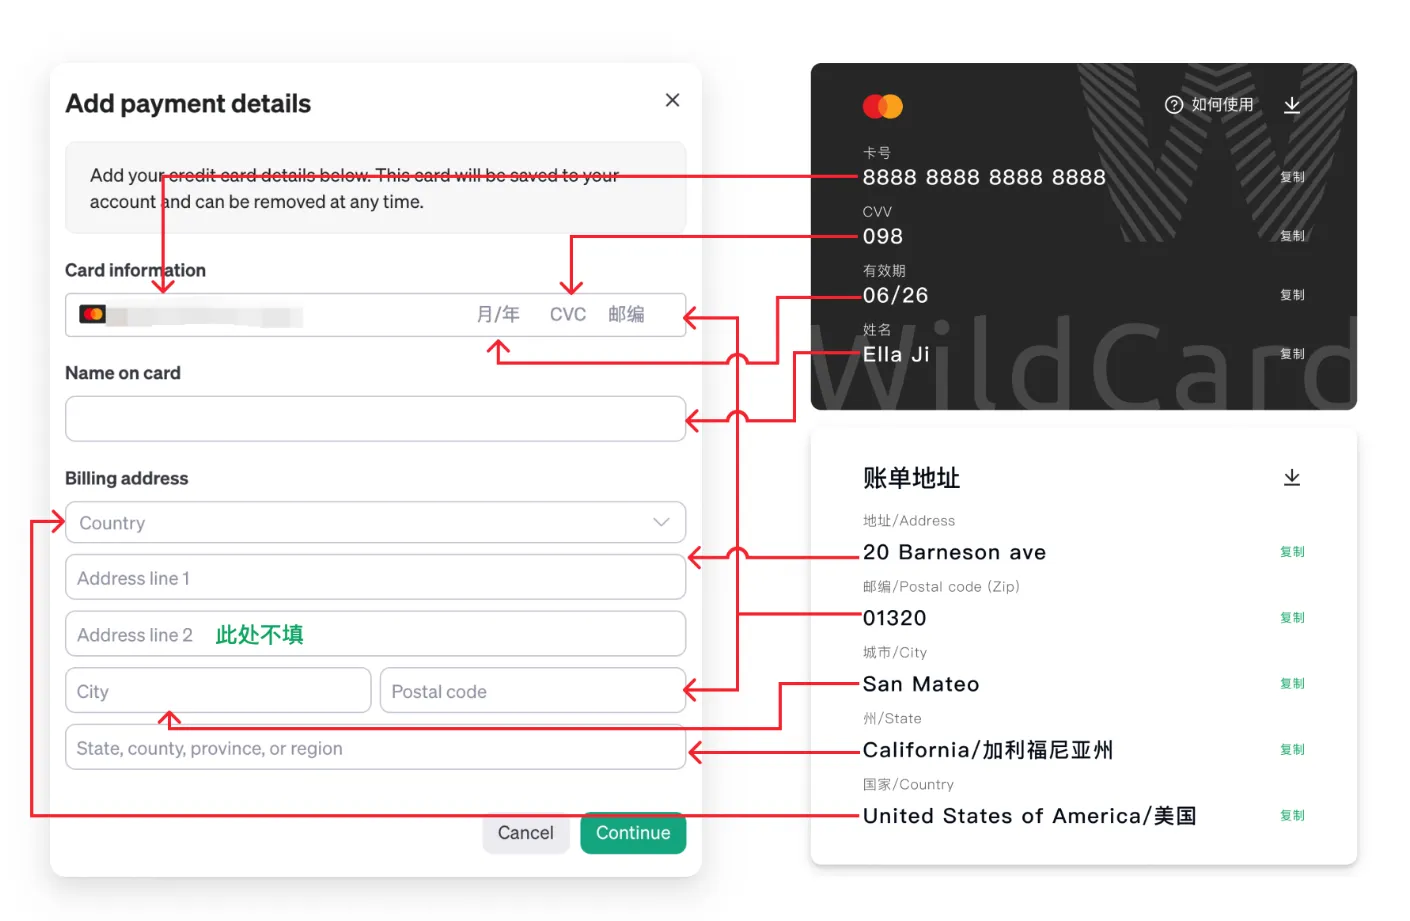 Add payment details
Add your credit card details below. This card will be saved to your
account and can be removed at any time.
Card information
月/年 CVC 邮编
Name on card
Billing address
Country
Address line 1
Address line 2 此处不填
City Postal code
State, county, province, or region
Cancel Continue
如何使用
卡号
8888 8888 8888 8888 复制
CVV
098 复制
有效期
06/26 复制
姓名
Ella Ji 复制
WildCard
账单地址
地址/Address
20 Barneson ave 复制
邮编/Postal code (Zip)
01320 复制
城市/City
San Mateo 复制
州/State
California/加利福尼亚州 复制
国家/Country
United States of America/美国 复制